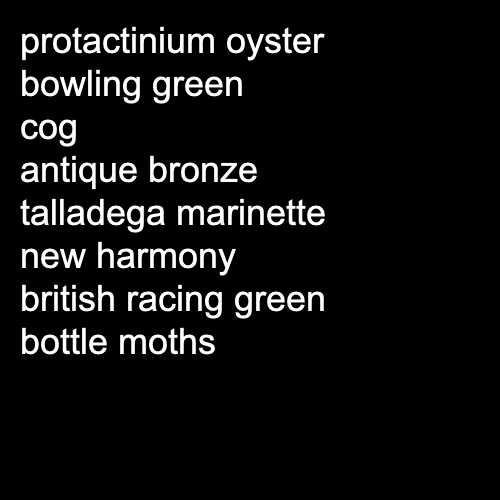 protactinium oyster
bowling green
cog
antique bronze
talladega marinette
new harmony
british racing green
bottle moths